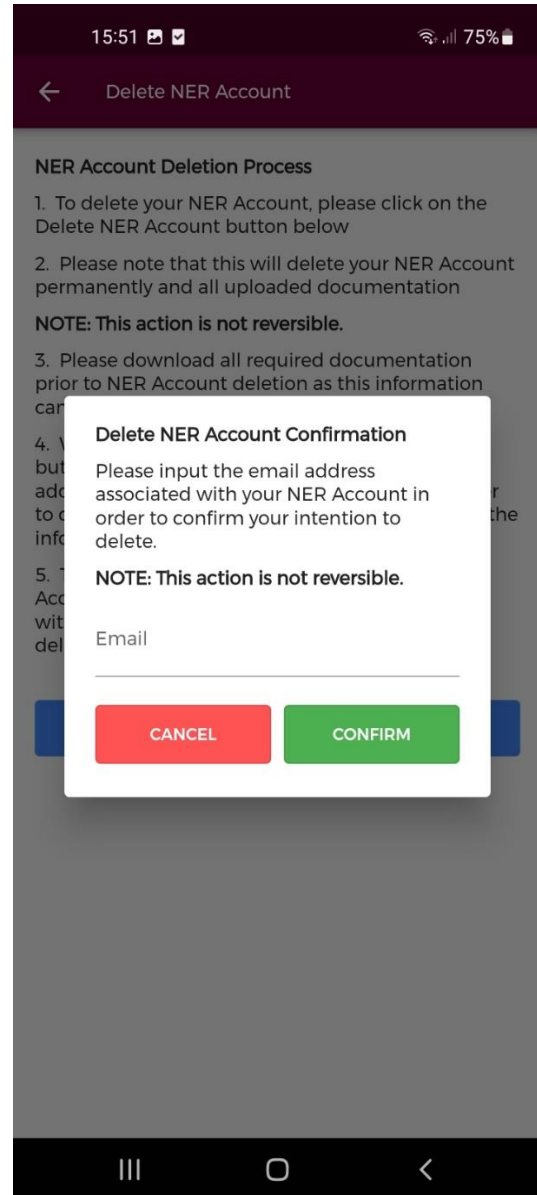 15:51
75%
Delete NER Account
NER Account Deletion Process
1. To delete your NER Account, please click on the
Delete NER Account button below
2. Please note that this will delete your NER Account
permanently and all uploaded documentation
NOTE: This action is not reversible.
3. Please download all required documentation
prior to NER Account deletion as this information
4.
to
the
5.
Delete NER Account Confirmation
Please input the email address
associated with your NER Account in
order to confirm your intention to
delete.
NOTE: This action is not reversible.
Email
CANCEL CONFIRM